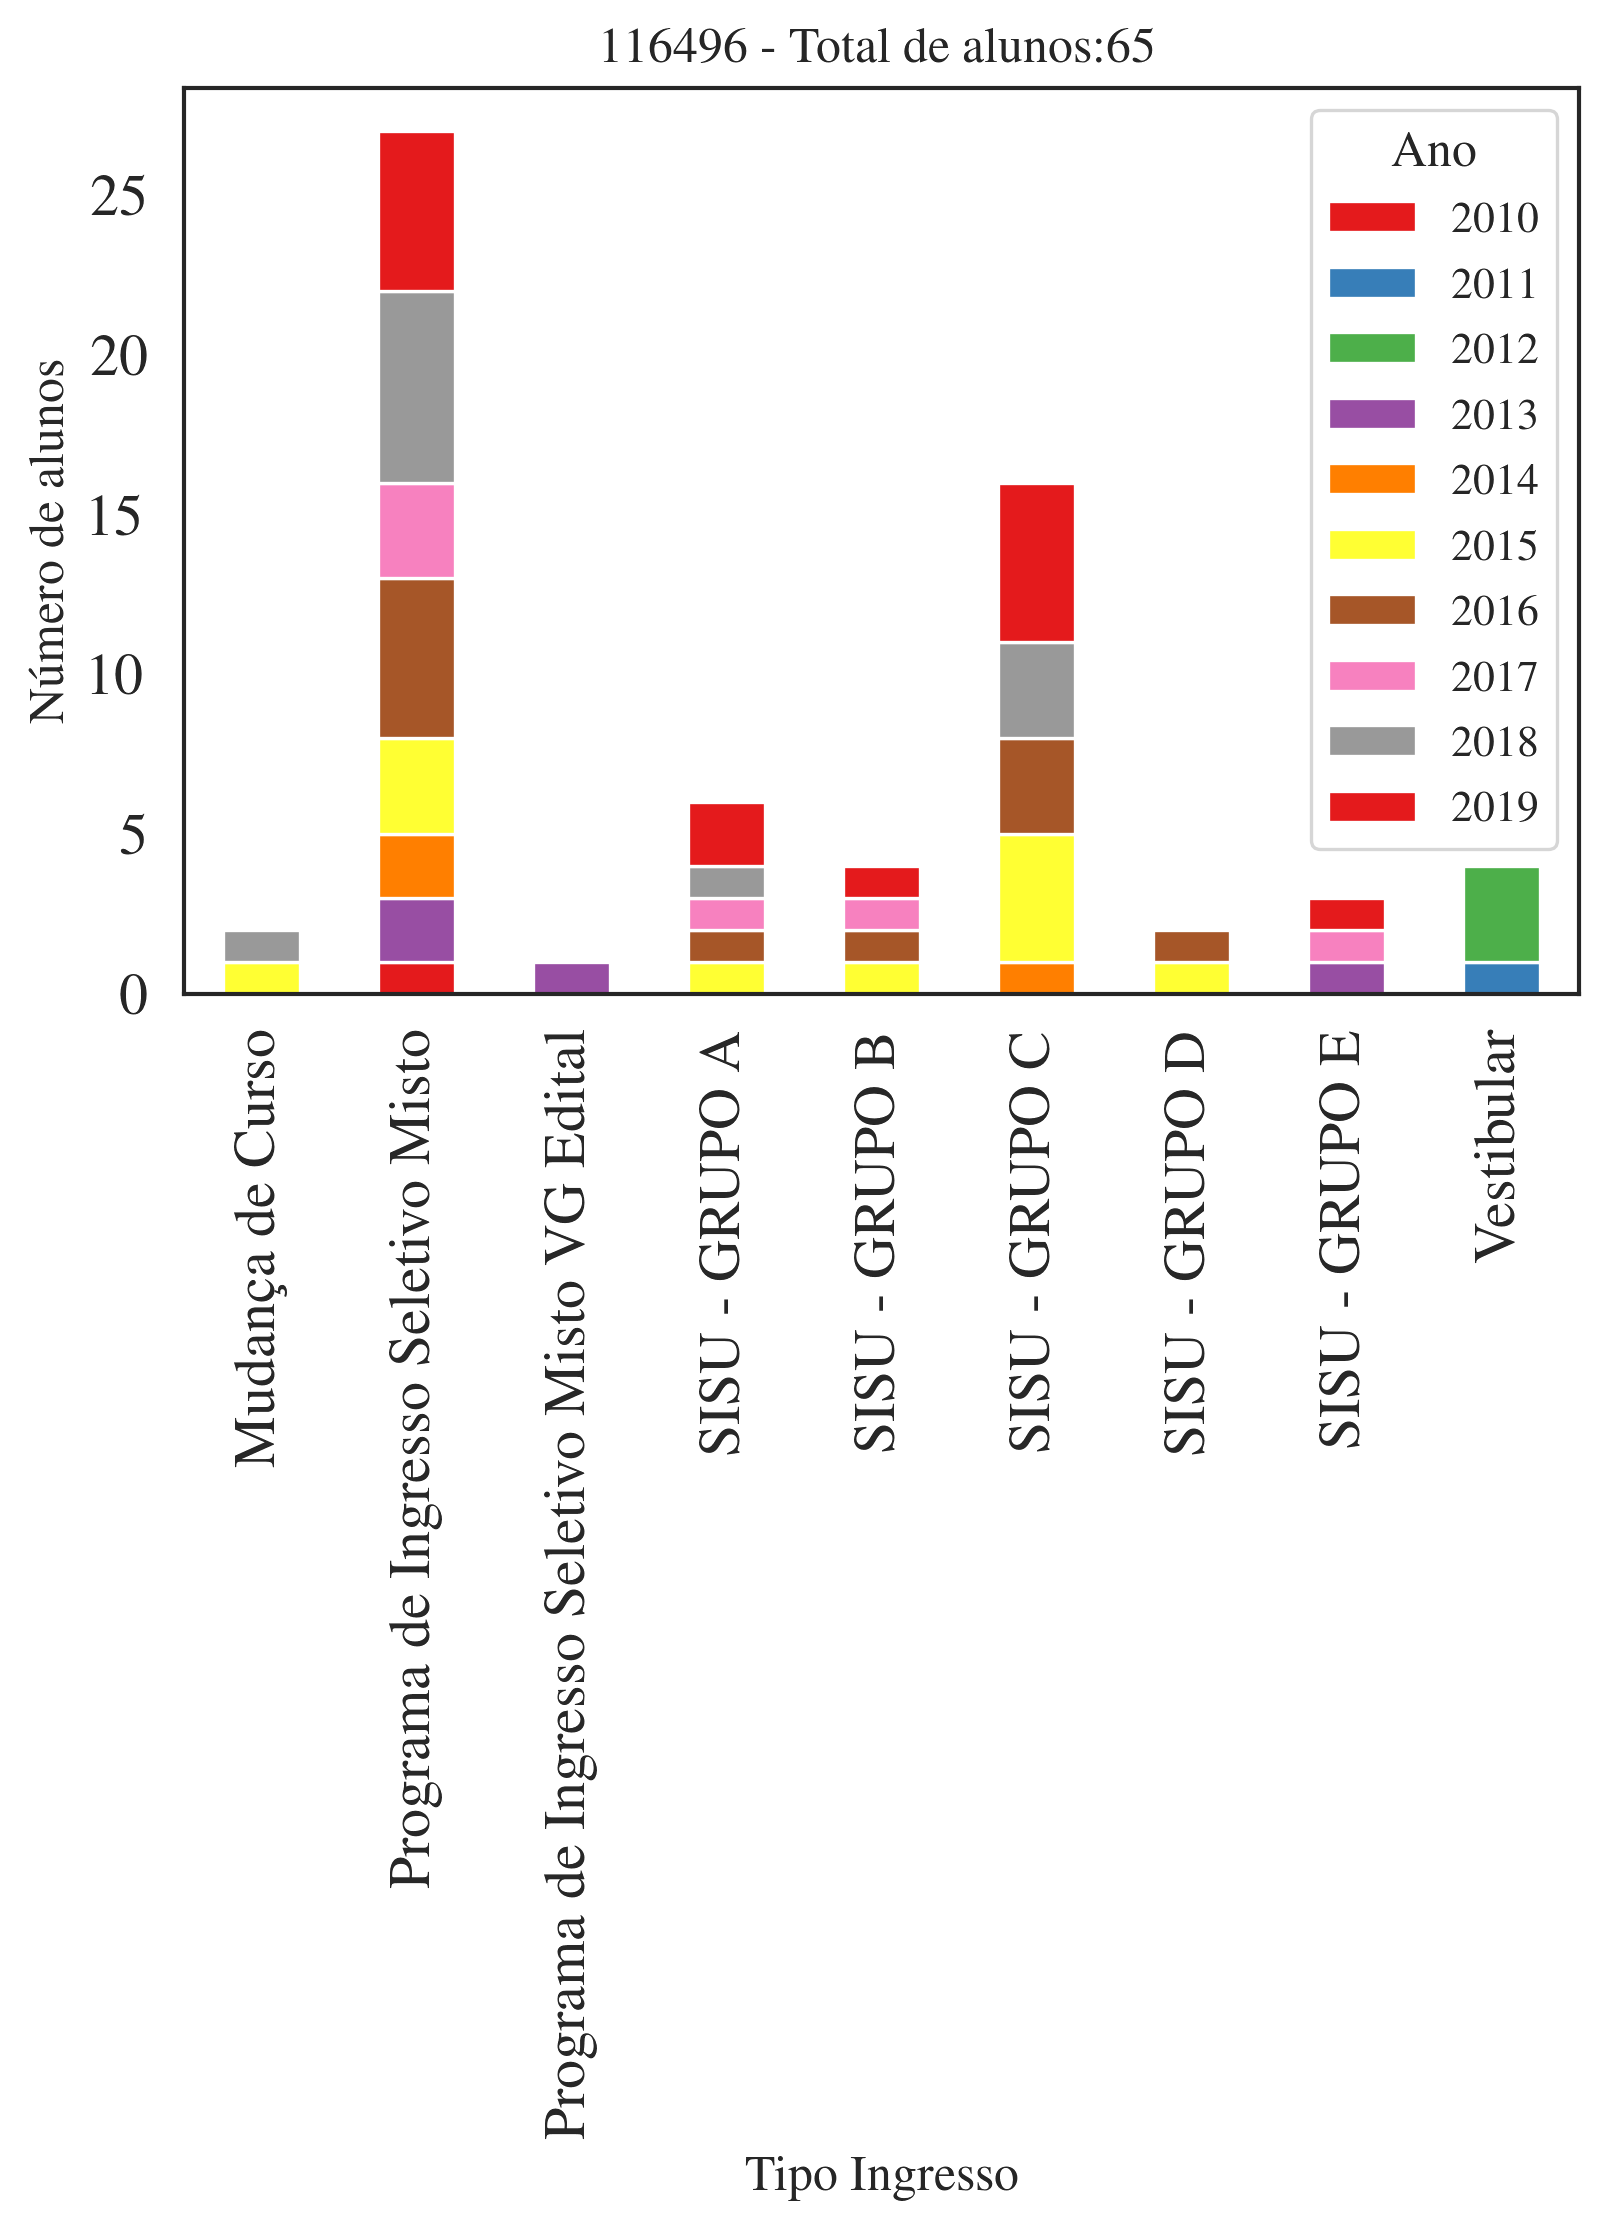 116496 - Total de alunos:65
Número de alunos
25
20
15
10
5
0
Ano
2010
2011
2012
2013
2014
2015
2016
2017
2018
2019
Mudança de Curso
Programa de Ingresso Seletivo Misto
Programa de Ingresso Seletivo Misto VG Edital
SISU - GRUPO A
SISU - GRUPO B
SISU - GRUPO C
SISU - GRUPO D
SISU - GRUPO E
Vestibular
Tipo Ingresso